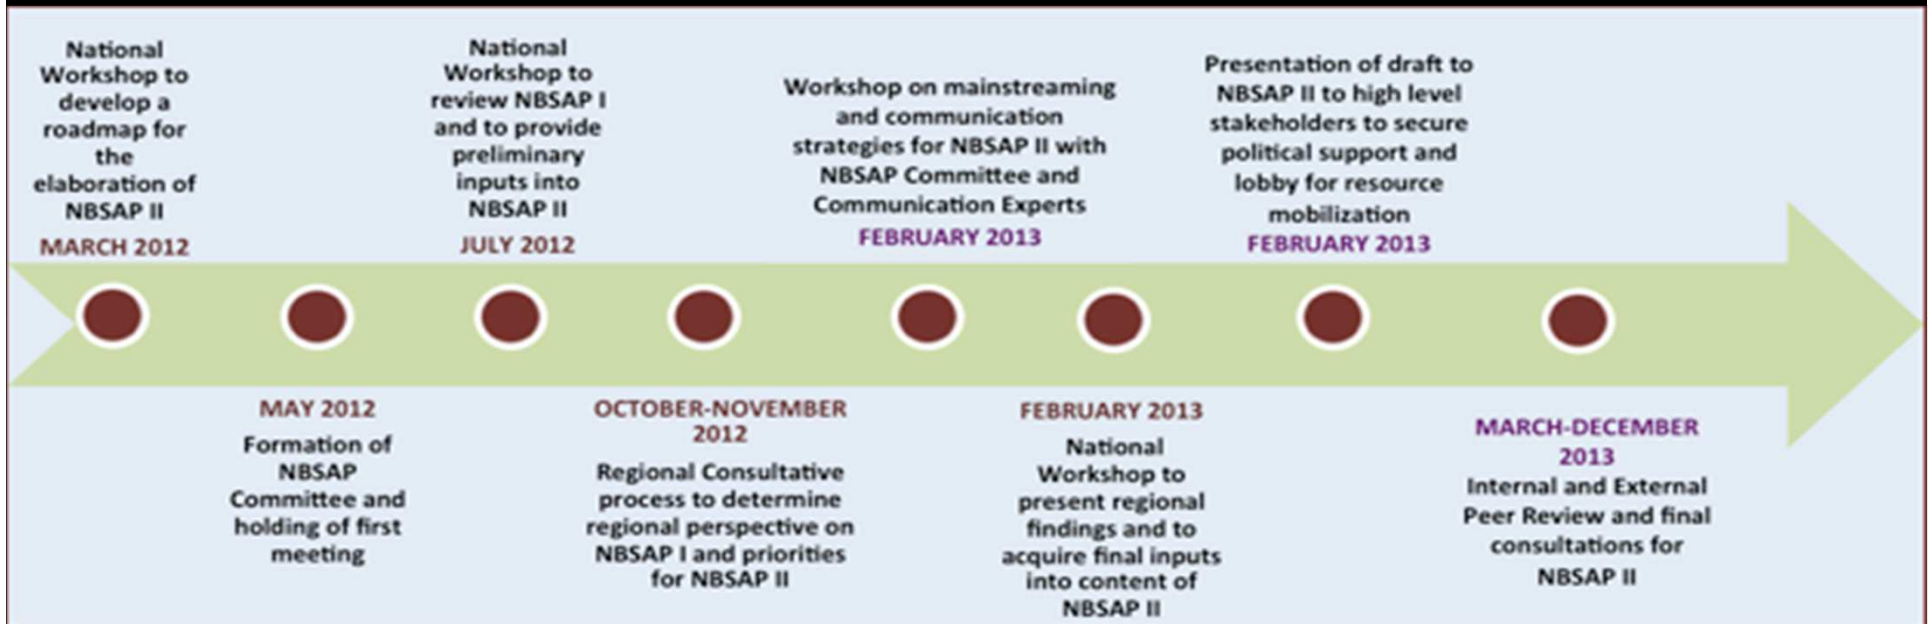 National
Workshop to
develop a
roadmap for
the
elaboration of
NBSAP II
MARCH 2012
MAY 2012
Formation of
NBSAP
Committee and
holding of first
meeting
National
Workshop to
review NBSAP I
and to provide
preliminary
inputs into
NBSAP II
JULY 2012
OCTOBER-NOVEMBER
2012
Regional Consultative
process to determine
regional perspective on
NBSAP I and priorities
for NBSAP II
Workshop on mainstreaming
and communication
strategies for NBSAP II with
NBSAP Committee and
Communication Experts
FEBRUARY 2013
FEBRUARY 2013
National
Workshop to
present regional
findings and to
acquire final inputs
into content of
NBSAP II
Presentation of draft to
NBSAP II to high level
stakeholders to secure
political support and
lobby for resource
mobilization
FEBRUARY 2013
MARCH-DECEMBER
2013
Internal and External
Peer Review and final
consultations for
NBSAP II